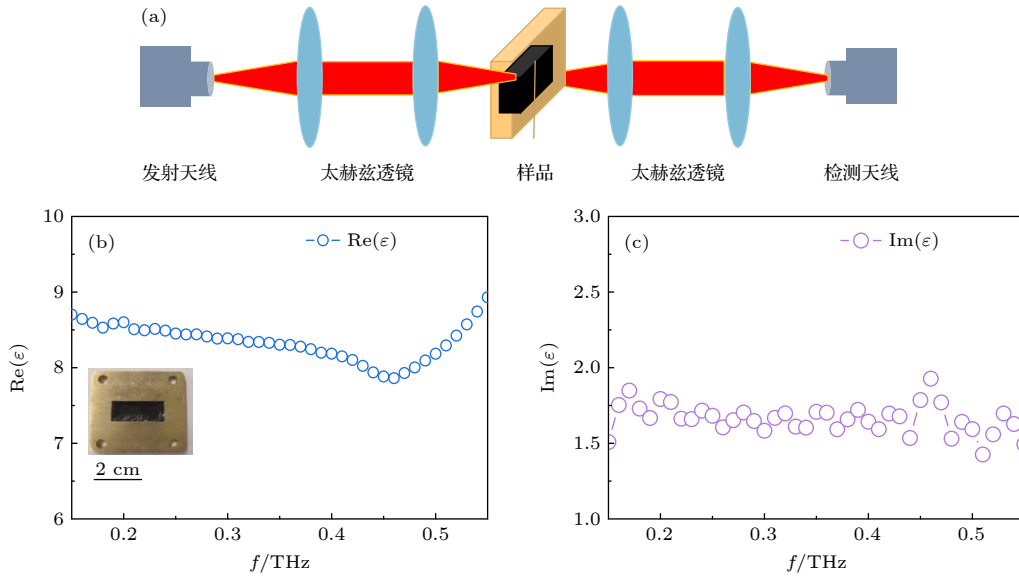 (a)
发射天线
太赫兹透镜
样品
太赫兹透镜
检测天线
(b)
Re(ε)
10
9
8
7
6
Re(ε)
2 cm
0.2
0.3
0.4
0.5
f/THz
(c)
Im(ε)
3.0
2.5
2.0
1.5
1.0
Im(ε)
0.2
0.3
0.4
0.5
f/THz